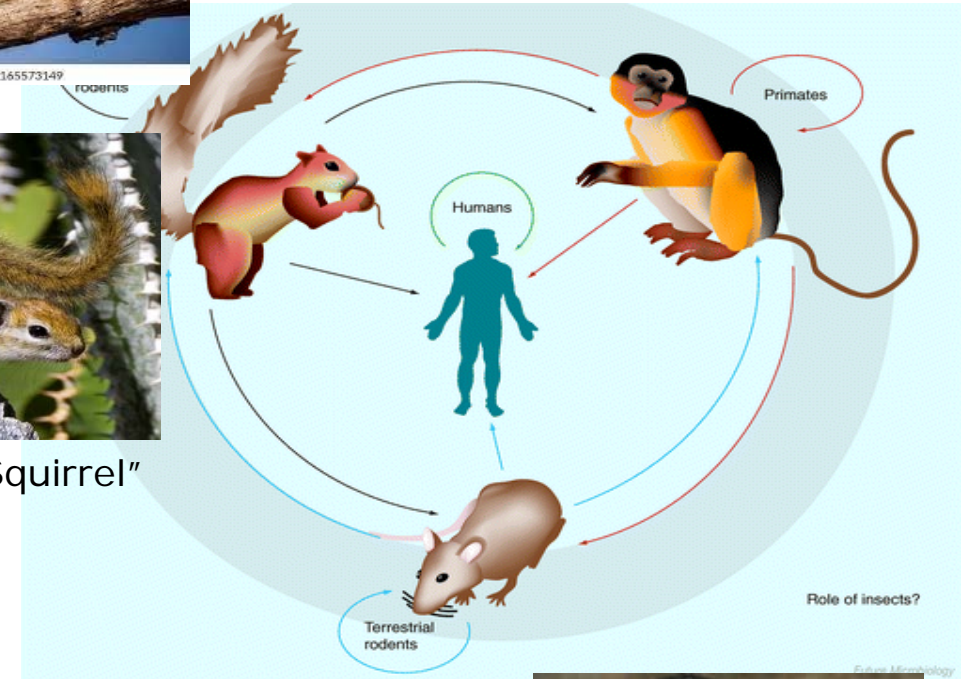 165573149
rodents
Primates
Humans
Squirrel”
Terrestrial
rodents
Role of insects?
Future Microbiology